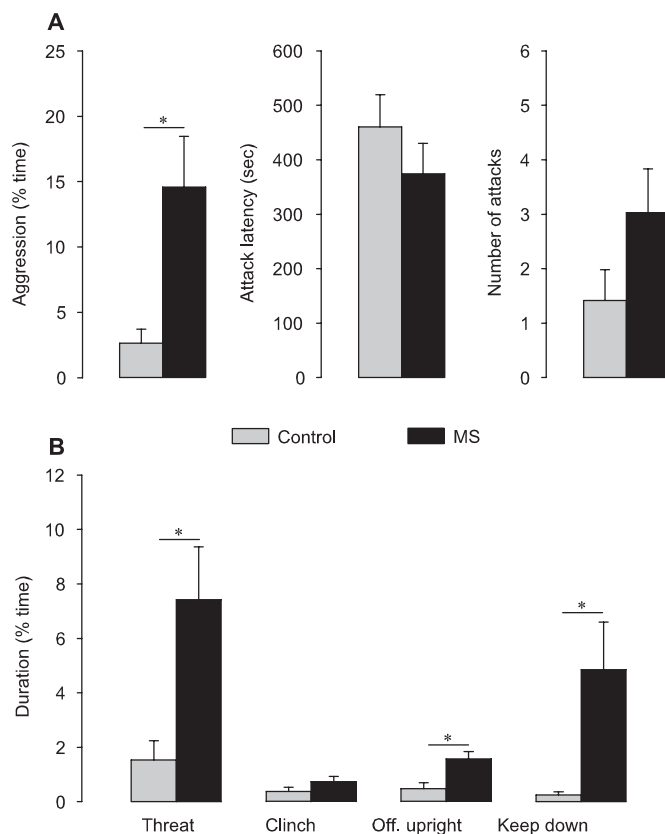 A
Aggression (% time)
25
20
15
10
5
0
*
Attack latency (sec)
600
500
400
300
200
100
0
Number of attacks
6
5
4
3
2
1
0
Control
MS
B
Duration (% time)
12
10
8
6
4
2
0
*
*
*
Threat
Clinch
Off. upright
Keep down